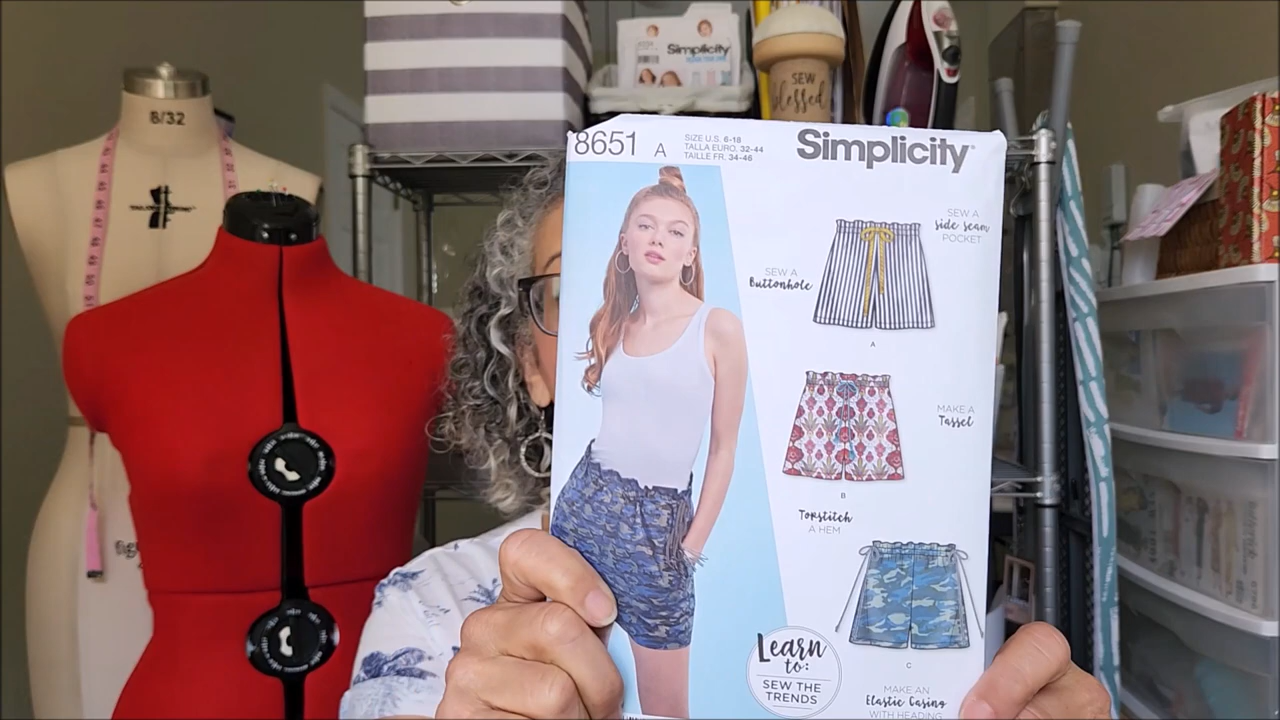 8/32
Simplicity
SEW
blessed
8651 A
SIZE U.S. 6-18
TALLA EURO. 32-44
TAILLE FR. 34-46
Simplicity
SEW A
side seam
POCKET
SEW A
Buttonhole
A
MAKE A
Tassel
B
Topstitch
A HEM
C
Learn
to:
SEW THE
TRENDS
MAKE AN
Elastic Casing
WITH HEADING